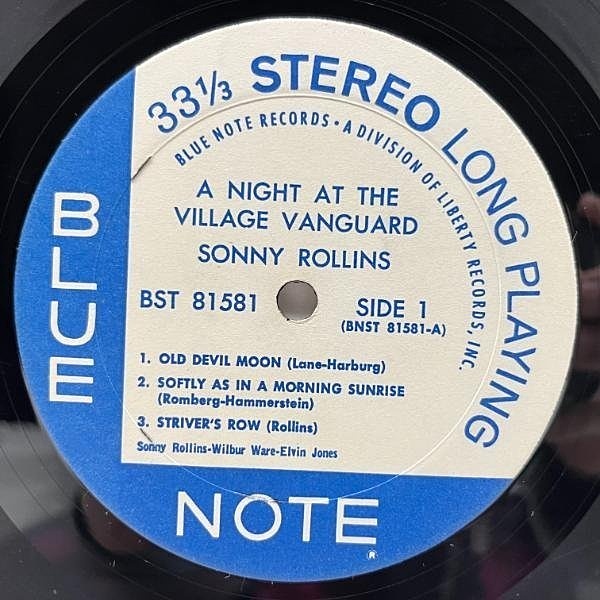 33⅓ STEREO LONG PLAYING
BLUE NOTE RECORDS • A DIVISION OF LIBERTY RECORDS, INC.
A NIGHT AT THE
VILLAGE VANGUARD
SONNY ROLLINS
BST 81581
SIDE 1
(BNST 81581-A)
1. OLD DEVIL MOON (Lane-Harburg)
2. SOFTLY AS IN A MORNING SUNRISE
(Romberg-Hammerstein)
3. STRIVER'S ROW (Rollins)
Sonny Rollins-Wilbur Ware-Elvin Jones
BLUE
NOTE
®